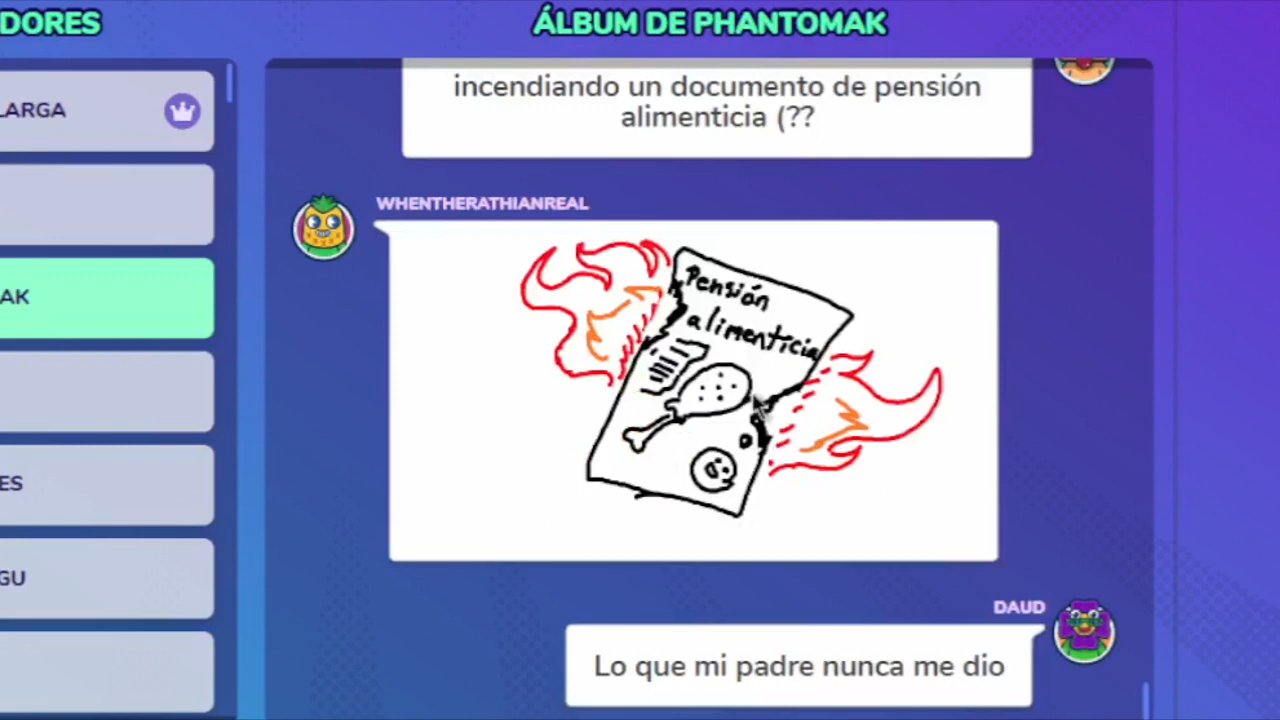 DORES
ÁLBUM DE PHANTOMAK
LARGA
AK
ES
GU
incendiando un documento de pensión
alimenticia (??
WHENTHERATHIANREAL
Pensión
alimenticia
DAUD
Lo que mi padre nunca me dio